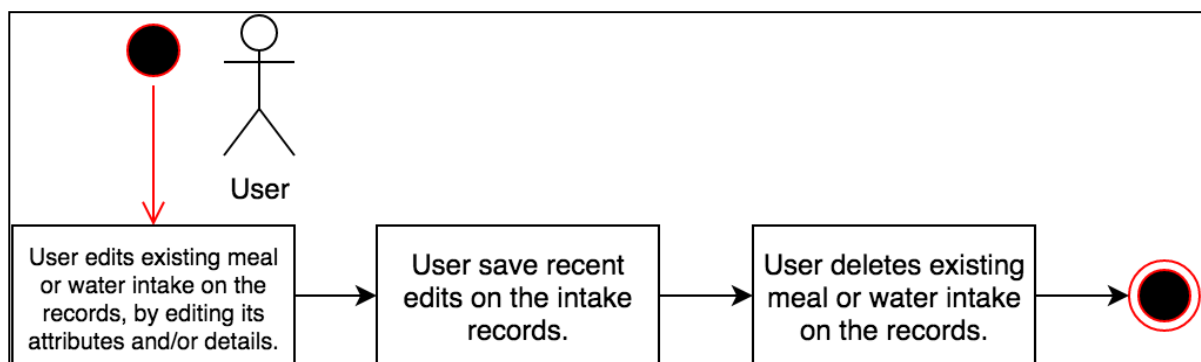 User
User edits existing meal
or water intake on the
records, by editing its
attributes and/or details.
User save recent
edits on the intake
records.
User deletes existing
meal or water intake
on the records.